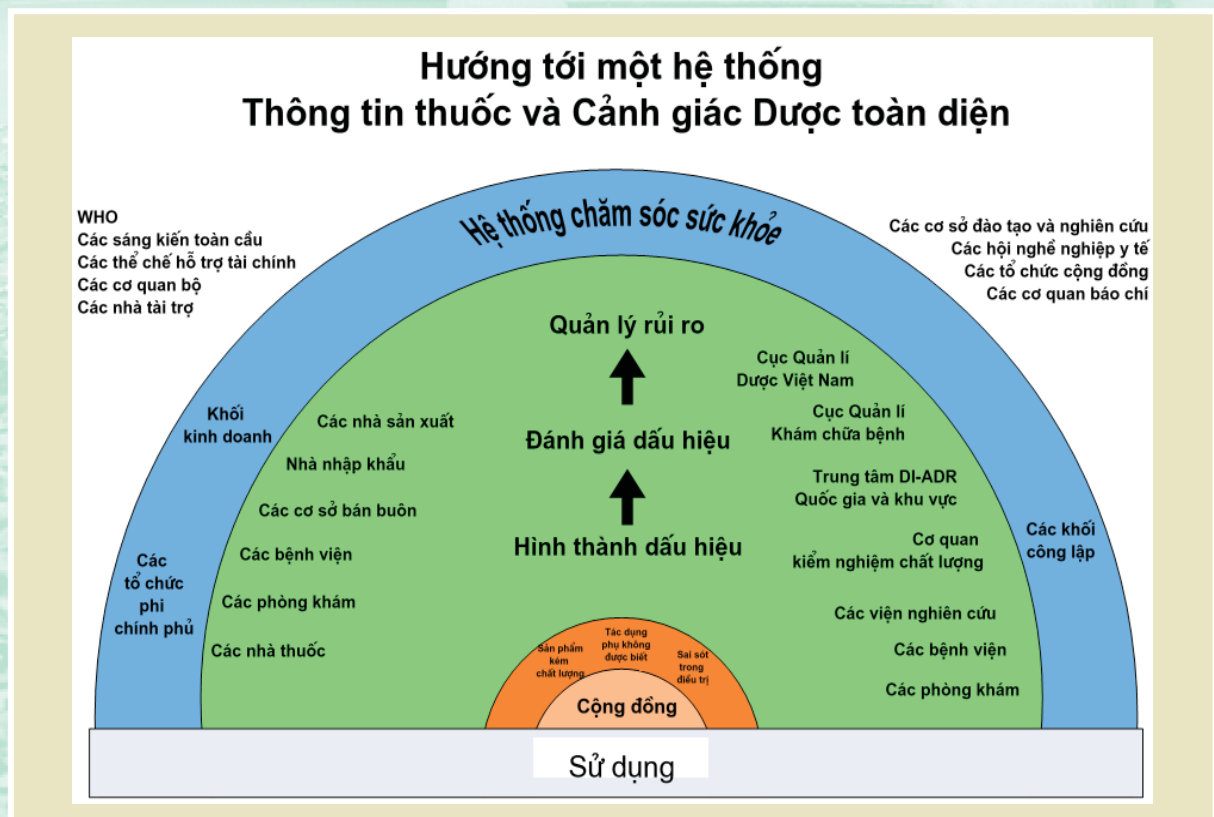 Hướng tới một hệ thống
Thông tin thuốc và Cảnh giác Dược toàn diện
WHO
Các sáng kiến toàn cầu
Các thể chế hỗ trợ tài chính
Các cơ quan bộ
Các nhà tài trợ
Các cơ sở đào tạo và nghiên cứu
Các hội nghề nghiệp y tế
Các tổ chức cộng đồng
Các cơ quan báo chí
Hệ thống chăm sóc sức khỏe
Khối
kinh doanh
Các
tổ chức
phi
chính phủ
Các nhà sản xuất
Nhà nhập khẩu
Các cơ sở bán buôn
Các bệnh viện
Các phòng khám
Các nhà thuốc
Quản lý rủi ro
Đánh giá dấu hiệu
Hình thành dấu hiệu
Cục Quản lí
Dược Việt Nam
Cục Quản lí
Khám chữa bệnh
Trung tâm DI-ADR
Quốc gia và khu vực
Cơ quan
kiểm nghiệm chất lượng
Các viện nghiên cứu
Các bệnh viện
Các phòng khám
Các khối
công lập
Sản phẩm
kém
chất lượng
Tác dụng
phụ không
được biết
Sai sót
trong
điều trị
Cộng đồng
Sử dụng